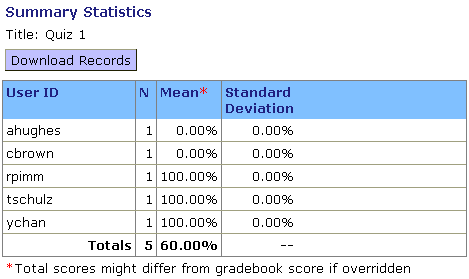 Summary Statistics
Title: Quiz 1
Download Records
User ID N Mean* Standard Deviation
ahughes 1 0.00% 0.00%
cbrown 1 0.00% 0.00%
rpimm 1 100.00% 0.00%
tschulz 1 100.00% 0.00%
ychan 1 100.00% 0.00%
Totals 5 60.00% --
*Total scores might differ from gradebook score if overridden